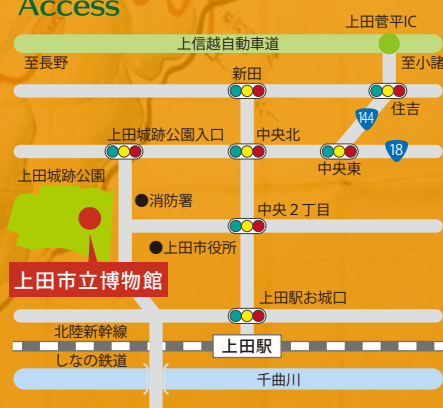 Access
上田菅平IC
上信越自動車道
至長野
至小諸
新田
住吉
144
上田城跡公園入口
中央北
18
中央東
上田城跡公園
●消防署
中央2丁目
●上田市役所
上田市立博物館
上田駅お城口
北陸新幹線
上田駅
しなの鉄道
千曲川